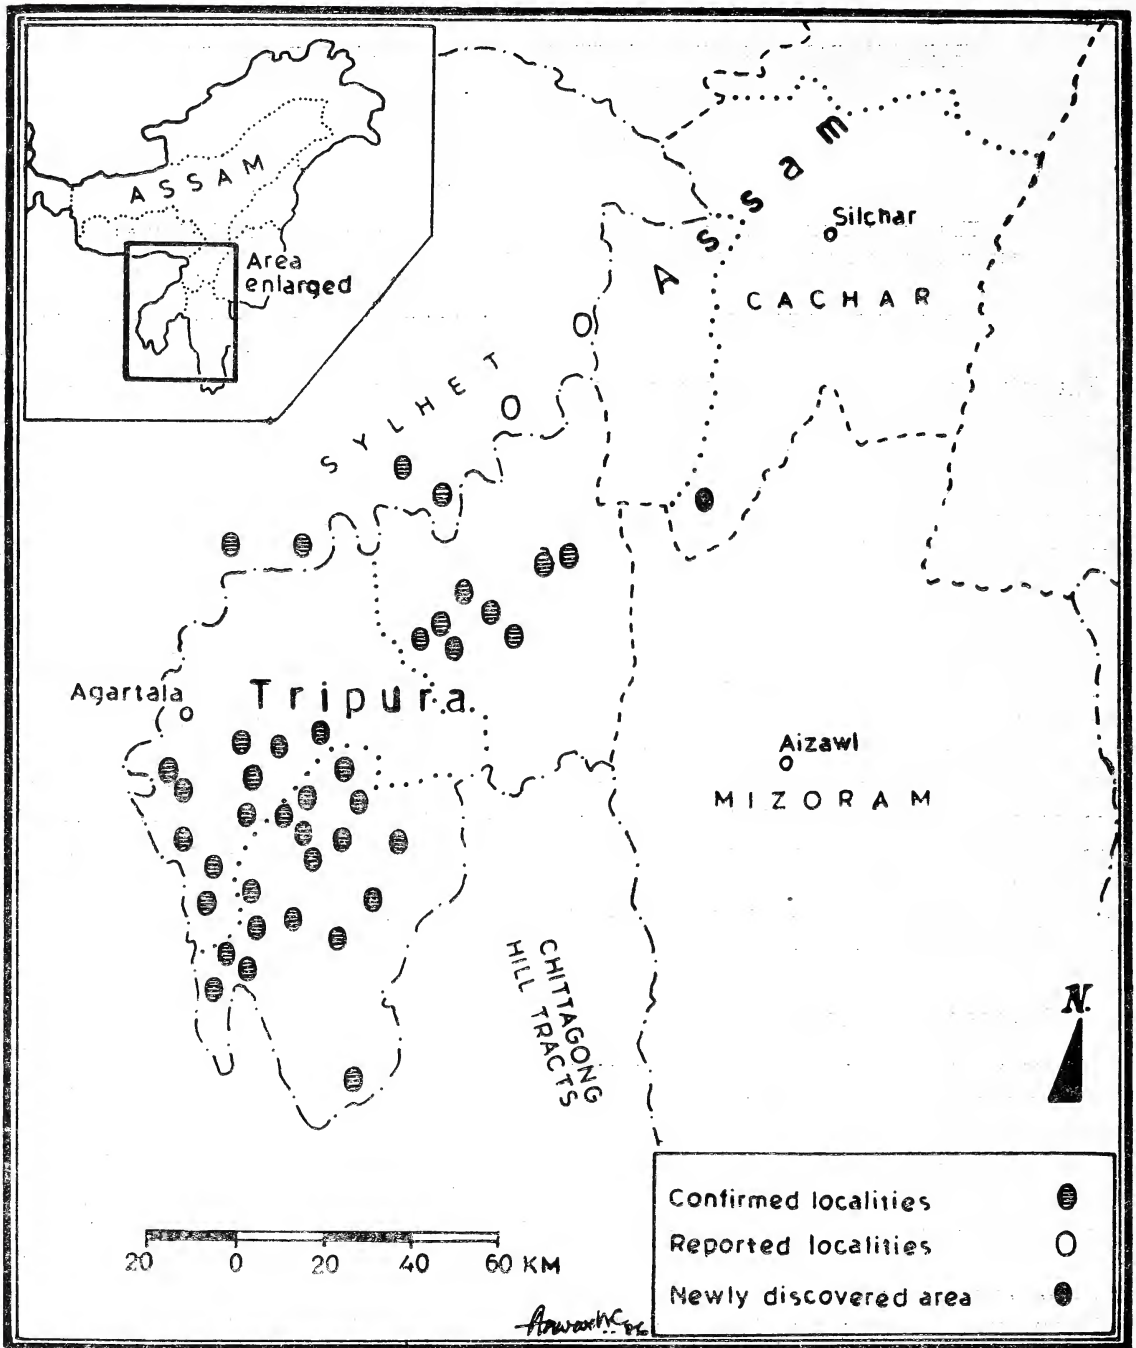 ASSAM
Area
enlarged
Assam
Silchar
CACHAR
SYLHET
Agartala
Tripura
Aizawl
MIZORAM
CHITTAGONG
HILL TRACTS
N.
Confirmed localities
Reported localities
Newly discovered area
20 0 20 40 60 KM